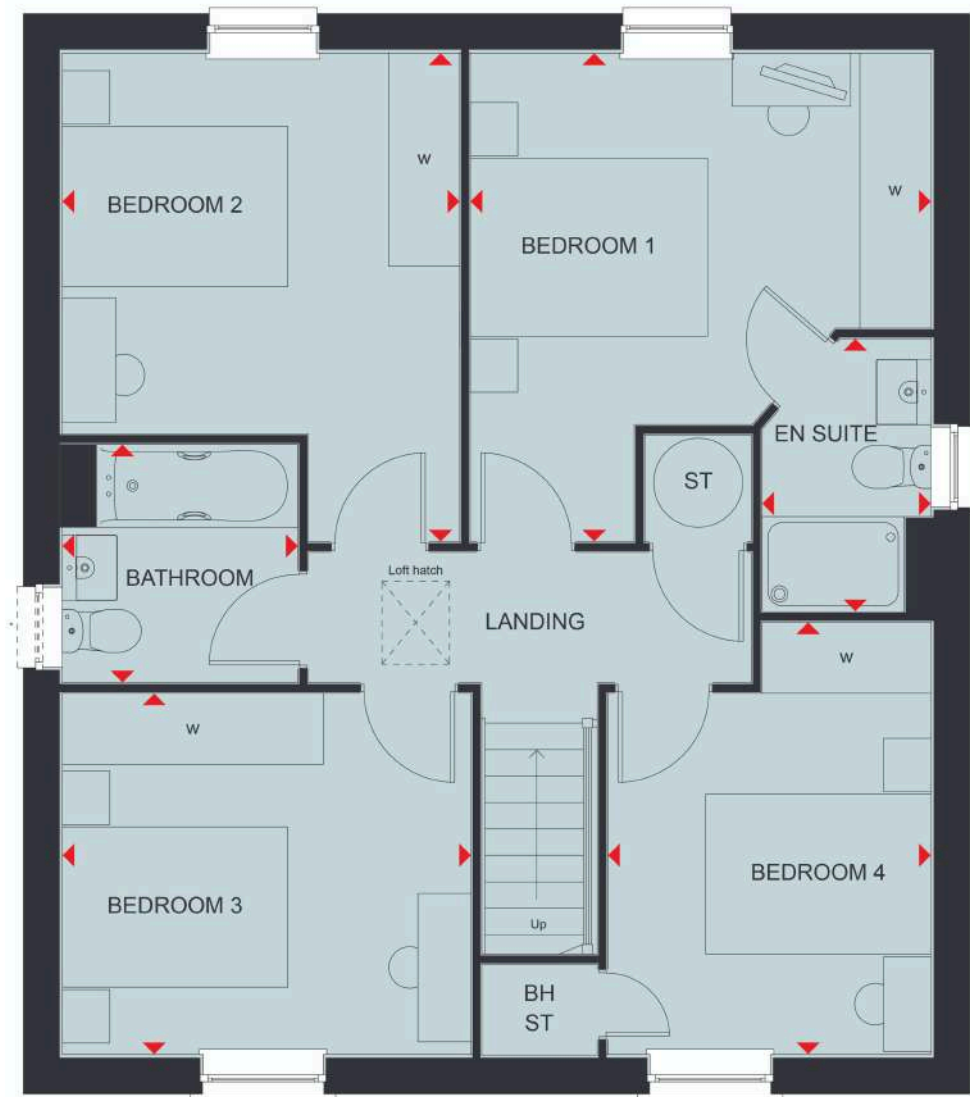 W
W
BEDROOM 2
BEDROOM 1
EN SUITE
ST
Loft hatch
BATHROOM
LANDING
W
W
BEDROOM 4
BEDROOM 3
Up
BH
ST